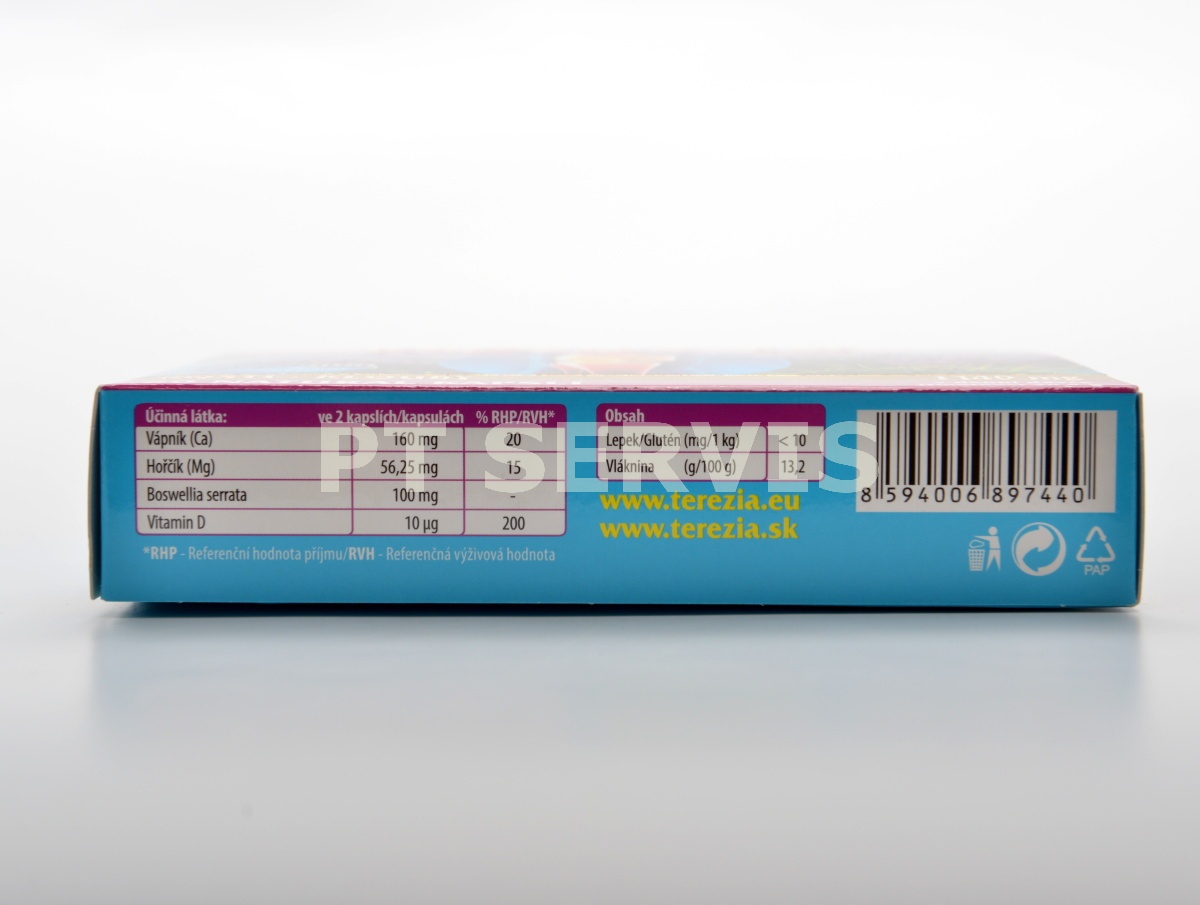 Účinná látka: ve 2 kapslích/kapsulách % RHP/RVH*
Vápník (Ca) 160 mg 20
Hořčík (Mg) 56,25 mg 15
Boswellia serrata 100 mg -
Vitamin D 10 µg 200
*RHP - Referenční hodnota příjmu/RVH - Referenčná výživová hodnota
Obsah
Lepek/Glutén (mg/1 kg) < 10
Vláknina (g/100 g) 13,2
www.terezia.eu
www.terezia.sk
8 594006 897440
PAP
PT SERVIS